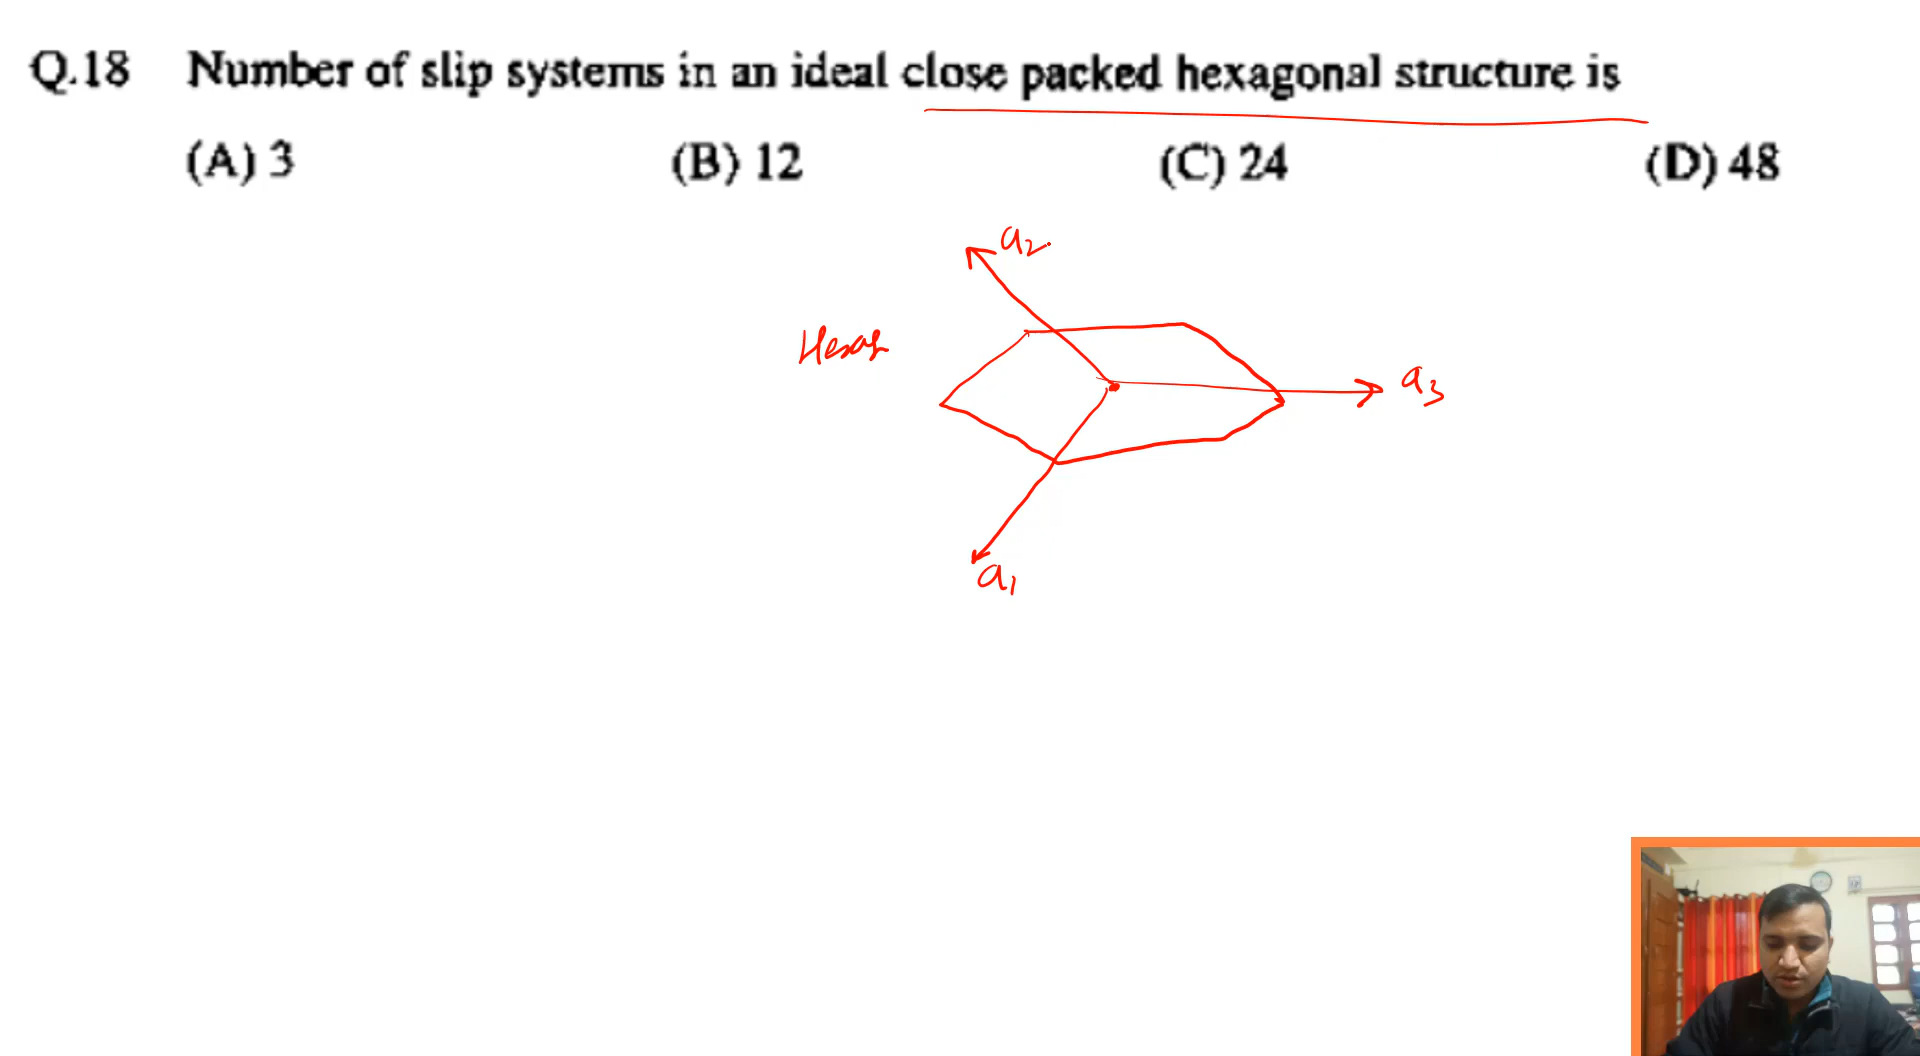 Q.18 Number of slip systems in an ideal close packed hexagonal structure is
(A) 3 (B) 12 (C) 24 (D) 48
a2
a3
a1